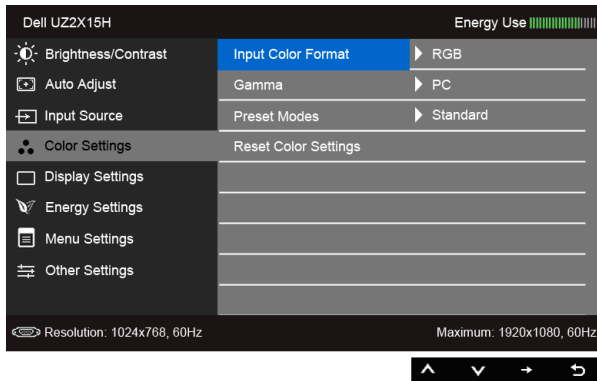 Dell UZ2X15H Energy Use
Brightness/Contrast Input Color Format RGB
Auto Adjust Gamma PC
Input Source Preset Modes Standard
Color Settings Reset Color Settings
Display Settings
Energy Settings
Menu Settings
Other Settings
Resolution: 1024x768, 60Hz Maximum: 1920x1080, 60Hz